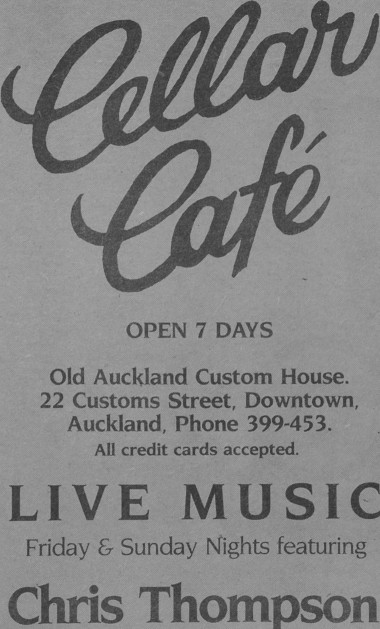 Cellar
Café
OPEN 7 DAYS
Old Auckland Custom House.
22 Customs Street, Downtown,
Auckland, Phone 399-453.
All credit cards accepted.
LIVE MUSIC
Friday & Sunday Nights featuring
Chris Thompson